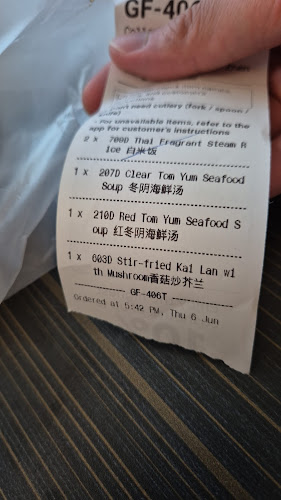 GF-406
need cutlery (fork / spoon /
- For unavailable items, refer to the
app for customer's instructions
2 x 700D Thai Fragrant Steam R
ice 白米饭
1 x 207D Clear Tom Yum Seafood
Soup 冬阴海鲜汤
1 x 210D Red Tom Yum Seafood S
oup 红冬阴海鲜汤
1 x 603D Stir-fried Kai Lan wi
th Mushroom香菇炒芥兰
GF-406T
Ordered at 5:42 PM, Thu 6 Jun